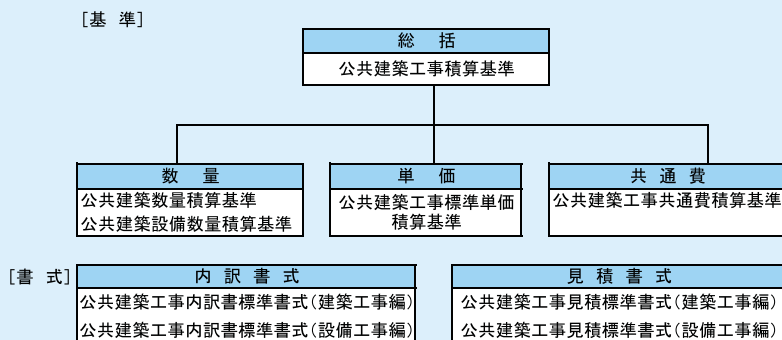 [基 準]
総 括
公共建築工事積算基準
数 量
公共建築数量積算基準
公共建築設備数量積算基準
単 価
公共建築工事標準単価
積算基準
共 通 費
公共建築工事共通費積算基準
[書 式]
内 訳 書 式
公共建築工事内訳書標準書式(建築工事編)
公共建築工事内訳書標準書式(設備工事編)
見 積 書 式
公共建築工事見積標準書式(建築工事編)
公共建築工事見積標準書式(設備工事編)